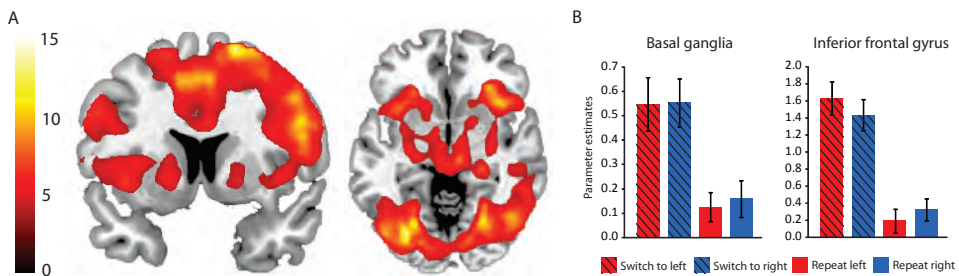 A
15
10
5
0
B
Basal ganglia
Parameter estimates
0.7
0.6
0.5
0.4
0.3
0.2
0.1
0.0
Inferior frontal gyrus
2.0
1.8
1.6
1.4
1.2
1.0
0.8
0.6
0.4
0.2
0.0
Switch to left
Switch to right
Repeat left
Repeat right